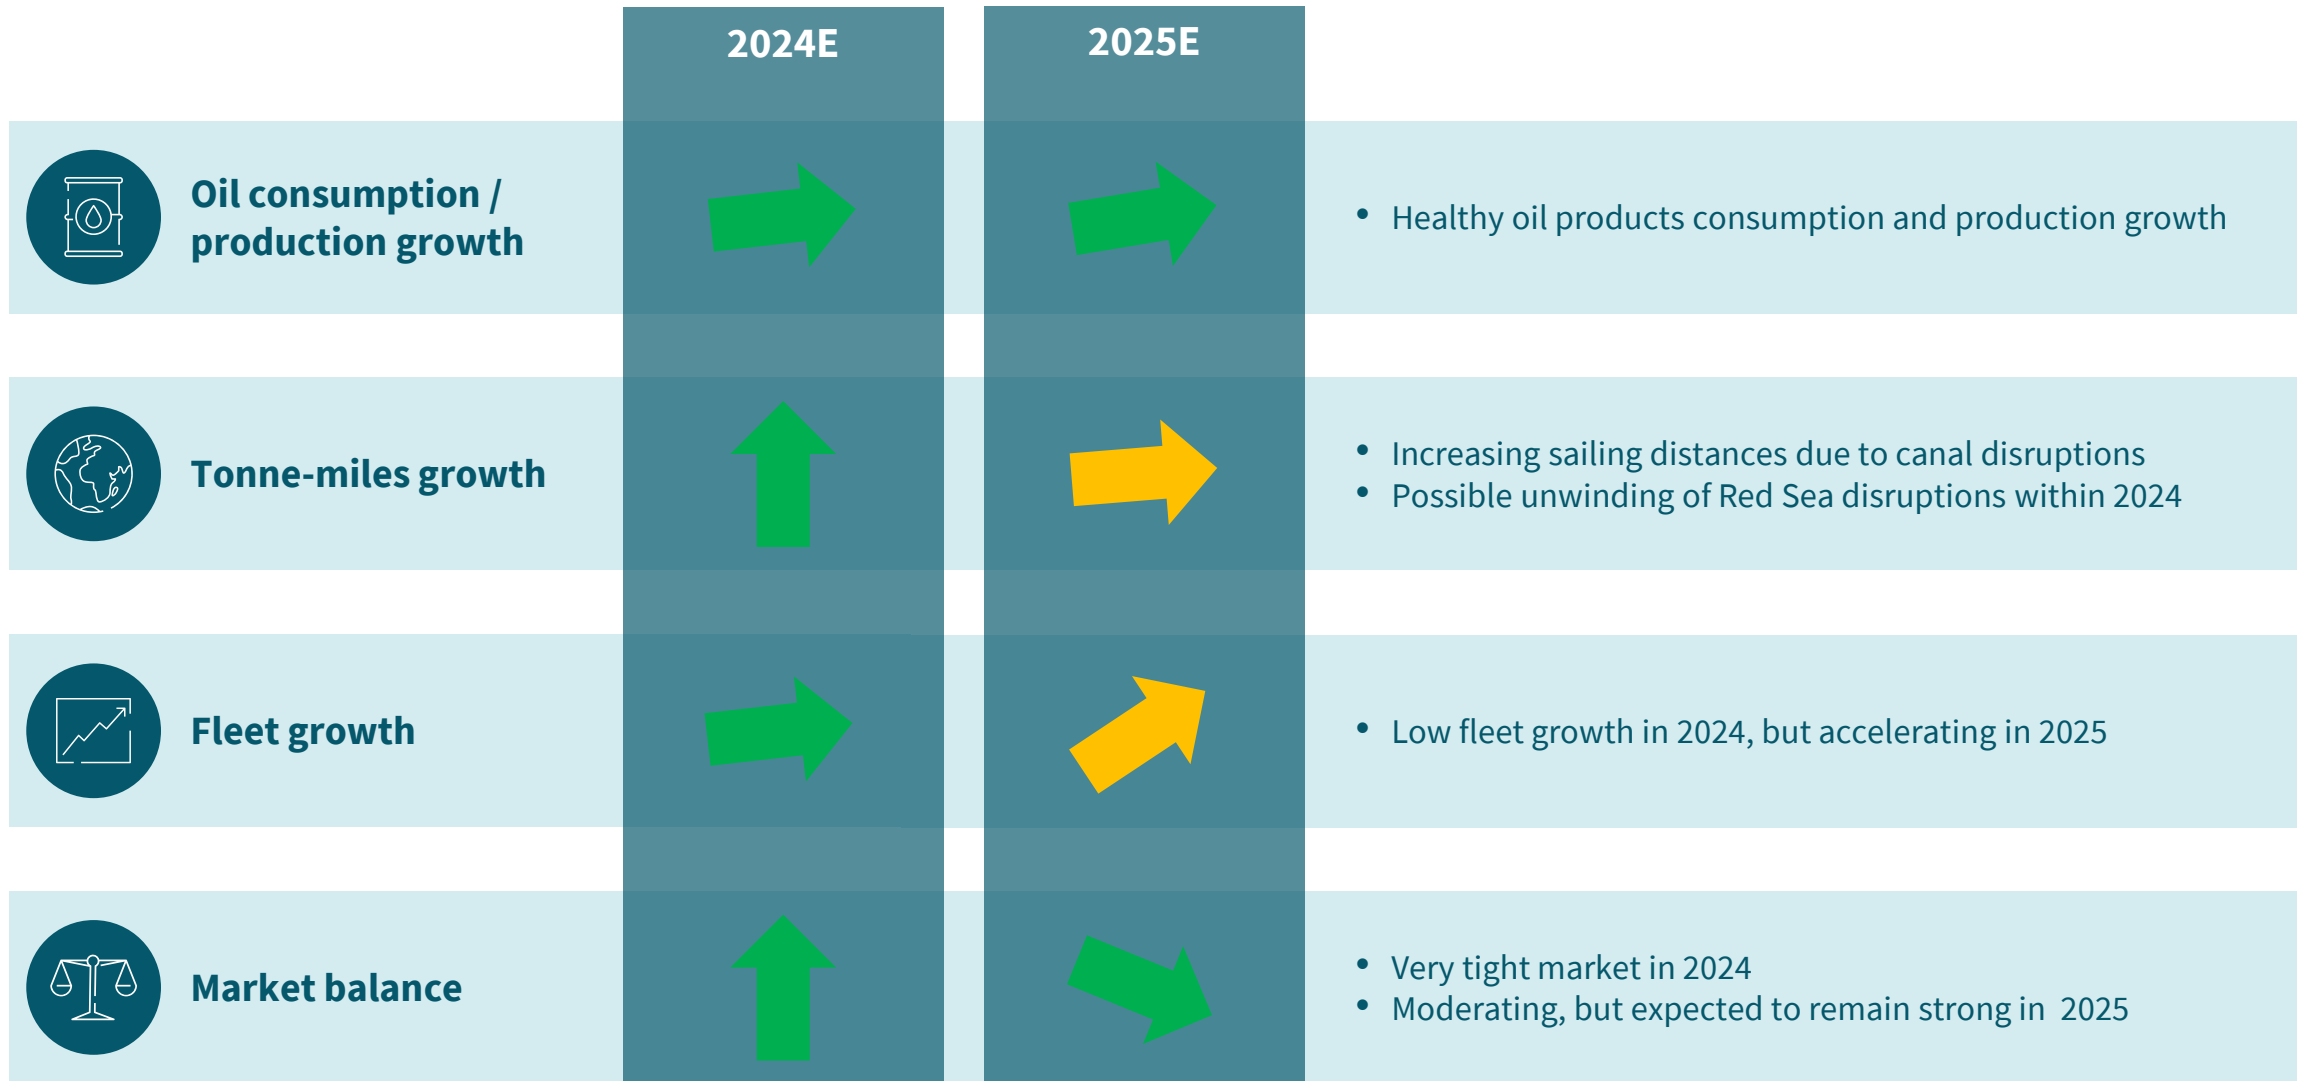 2024E
2025E
Oil consumption /
production growth
• Healthy oil products consumption and production growth
Tonne-miles growth
• Increasing sailing distances due to canal disruptions
• Possible unwinding of Red Sea disruptions within 2024
Fleet growth
• Low fleet growth in 2024, but accelerating in 2025
Market balance
• Very tight market in 2024
• Moderating, but expected to remain strong in 2025